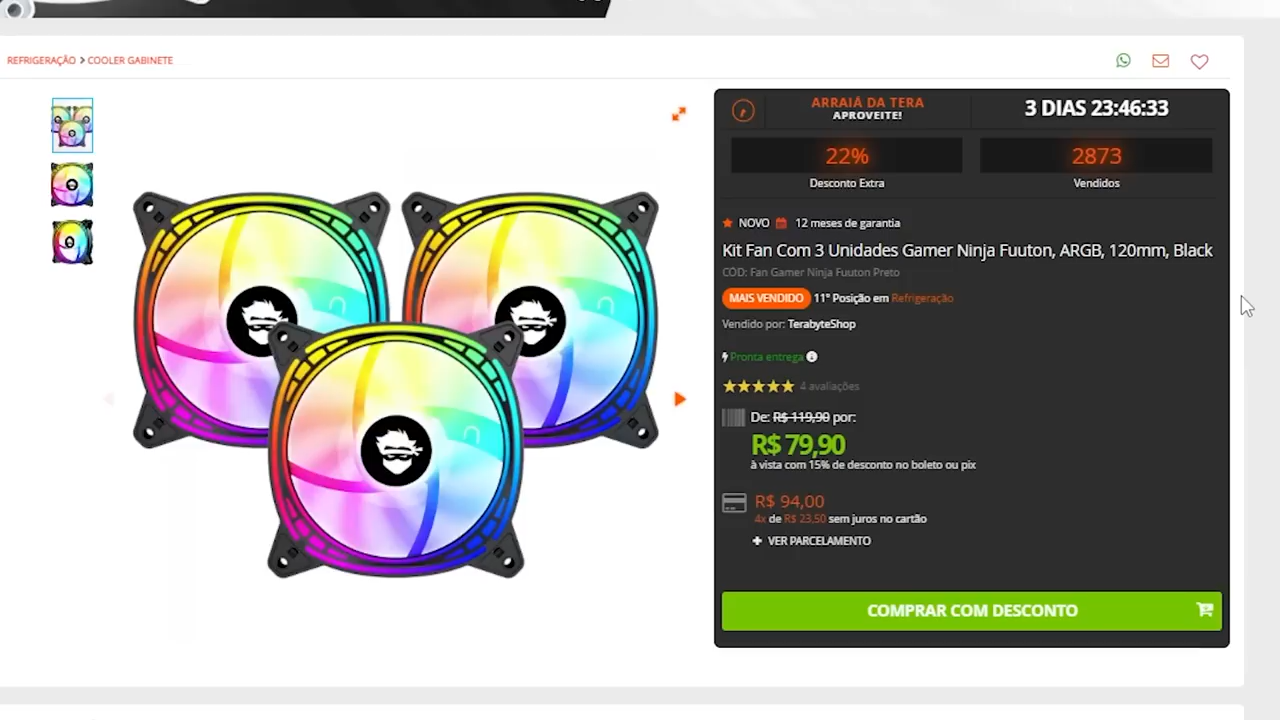 REFRIGERAÇÃO > COOLER GABINETE
ARRAIÁ DA TERA
APROVEITE!
3 DIAS 23:46:33
22%
Desconto Extra
2873
Vendidos
NOVO 12 meses de garantia
Kit Fan Com 3 Unidades Gamer Ninja Fuuton, ARGB, 120mm, Black
CÓD: Fan Gamer Ninja Fuuton Preto
MAIS VENDIDO 11º Posição em Refrigeração
Vendido por: TerabyteShop
Pronta entrega
4 avaliações
De: R$ 119,90 por:
R$ 79,90
à vista com 15% de desconto no boleto ou pix
R$ 94,00
4x de R$ 23,50 sem juros no cartão
+ VER PARCELAMENTO
COMPRAR COM DESCONTO